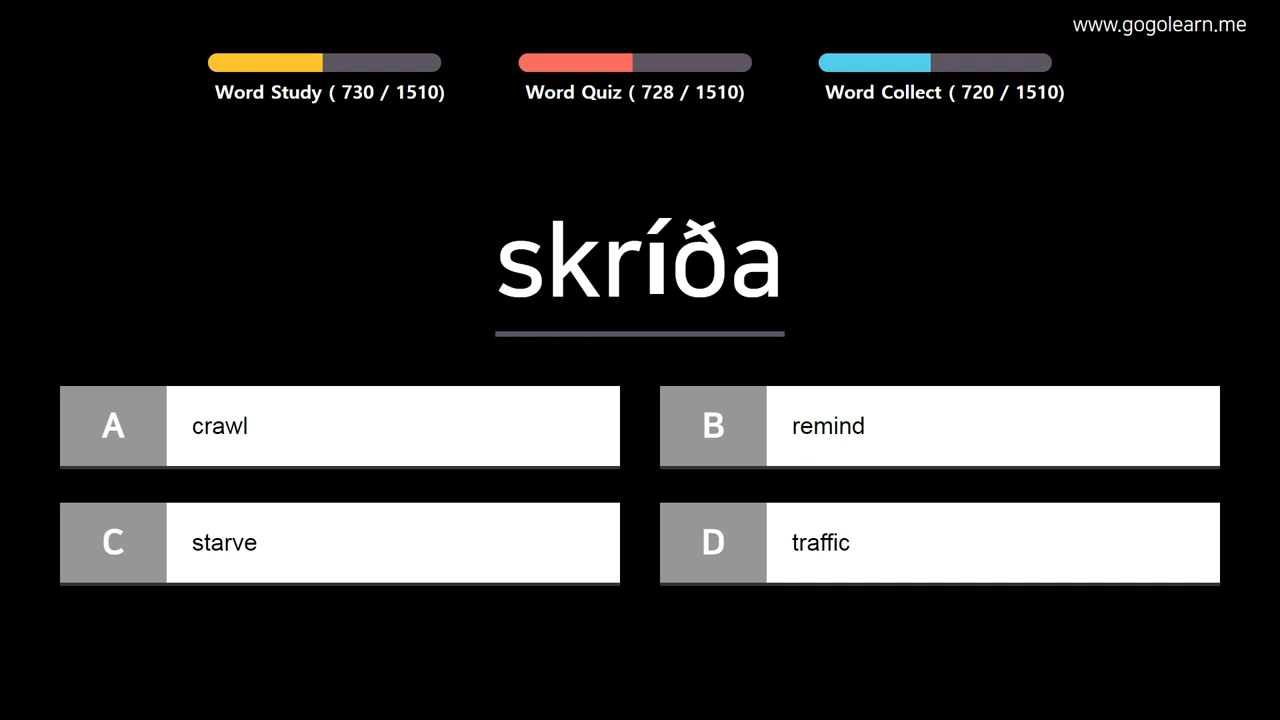 www.gogolearn.me
Word Study ( 730 / 1510)
Word Quiz ( 728 / 1510)
Word Collect ( 720 / 1510)
skríða
A crawl
B remind
C starve
D traffic